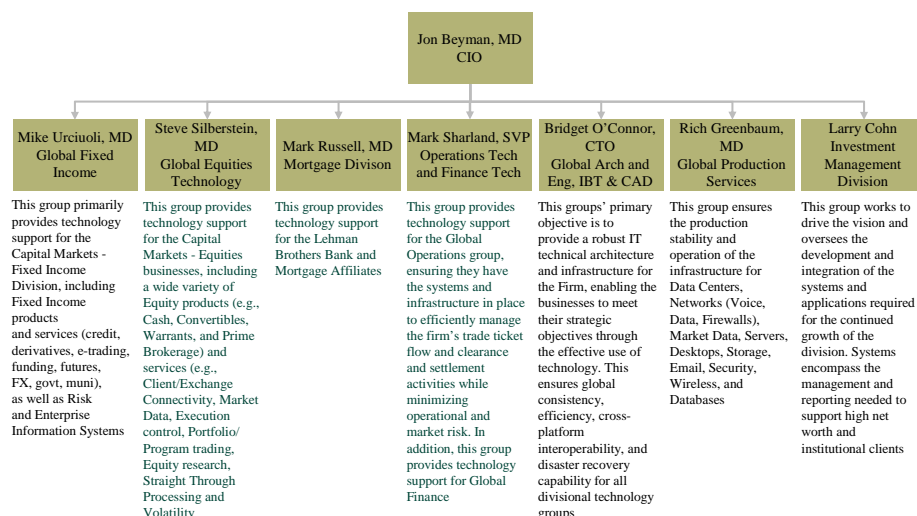 Jon Beyman, MD
CIO
Mike Urciuoli, MD
Global Fixed
Income
This group primarily
provides technology
support for the
Capital Markets -
Fixed Income
Division, including
Fixed Income
products
and services (credit,
derivatives, e-trading,
funding, futures,
FX, govt, muni),
as well as Risk
and Enterprise
Information Systems
Steve Silberstein,
MD
Global Equities
Technology
This group provides
technology support
for the Capital
Markets - Equities
businesses, including
a wide variety of
Equity products (e.g.,
Cash, Convertibles,
Warrants, and Prime
Brokerage) and
services (e.g.,
Client/Exchange
Connectivity, Market
Data, Execution
control, Portfolio/
Program trading,
Equity research,
Straight Through
Processing and
Volatility
Mark Russell, MD
Mortgage Divison
This group provides
technology support
for the Lehman
Brothers Bank and
Mortgage Affiliates
Mark Sharland, SVP
Operations Tech
and Finance Tech
This group provides
technology support
for the Global
Operations group,
ensuring they have
the systems and
infrastructure in place
to efficiently manage
the firm's trade ticket
flow and clearance
and settlement
activities while
minimizing
operational and
market risk. In
addition, this group
provides technology
support for Global
Finance
Bridget O'Connor,
CTO
Global Arch and
Eng, IBT & CAD
This groups' primary
objective is to
provide a robust IT
technical architecture
and infrastructure for
the Firm, enabling the
businesses to meet
their strategic
objectives through
the effective use of
technology. This
ensures global
consistency,
efficiency, cross-
platform
interoperability, and
disaster recovery
capability for all
divisional technology
groups
Rich Greenbaum,
MD
Global Production
Services
This group ensures
the production
stability and
operation of the
infrastructure for
Data Centers,
Networks (Voice,
Data, Firewalls),
Market Data, Servers,
Desktops, Storage,
Email, Security,
Wireless, and
Databases
Larry Cohn
Investment
Management
Division
This group works to
drive the vision and
oversees the
development and
integration of the
systems and
applications required
for the continued
growth of the
division. Systems
encompass the
management and
reporting needed to
support high net
worth and
institutional clients